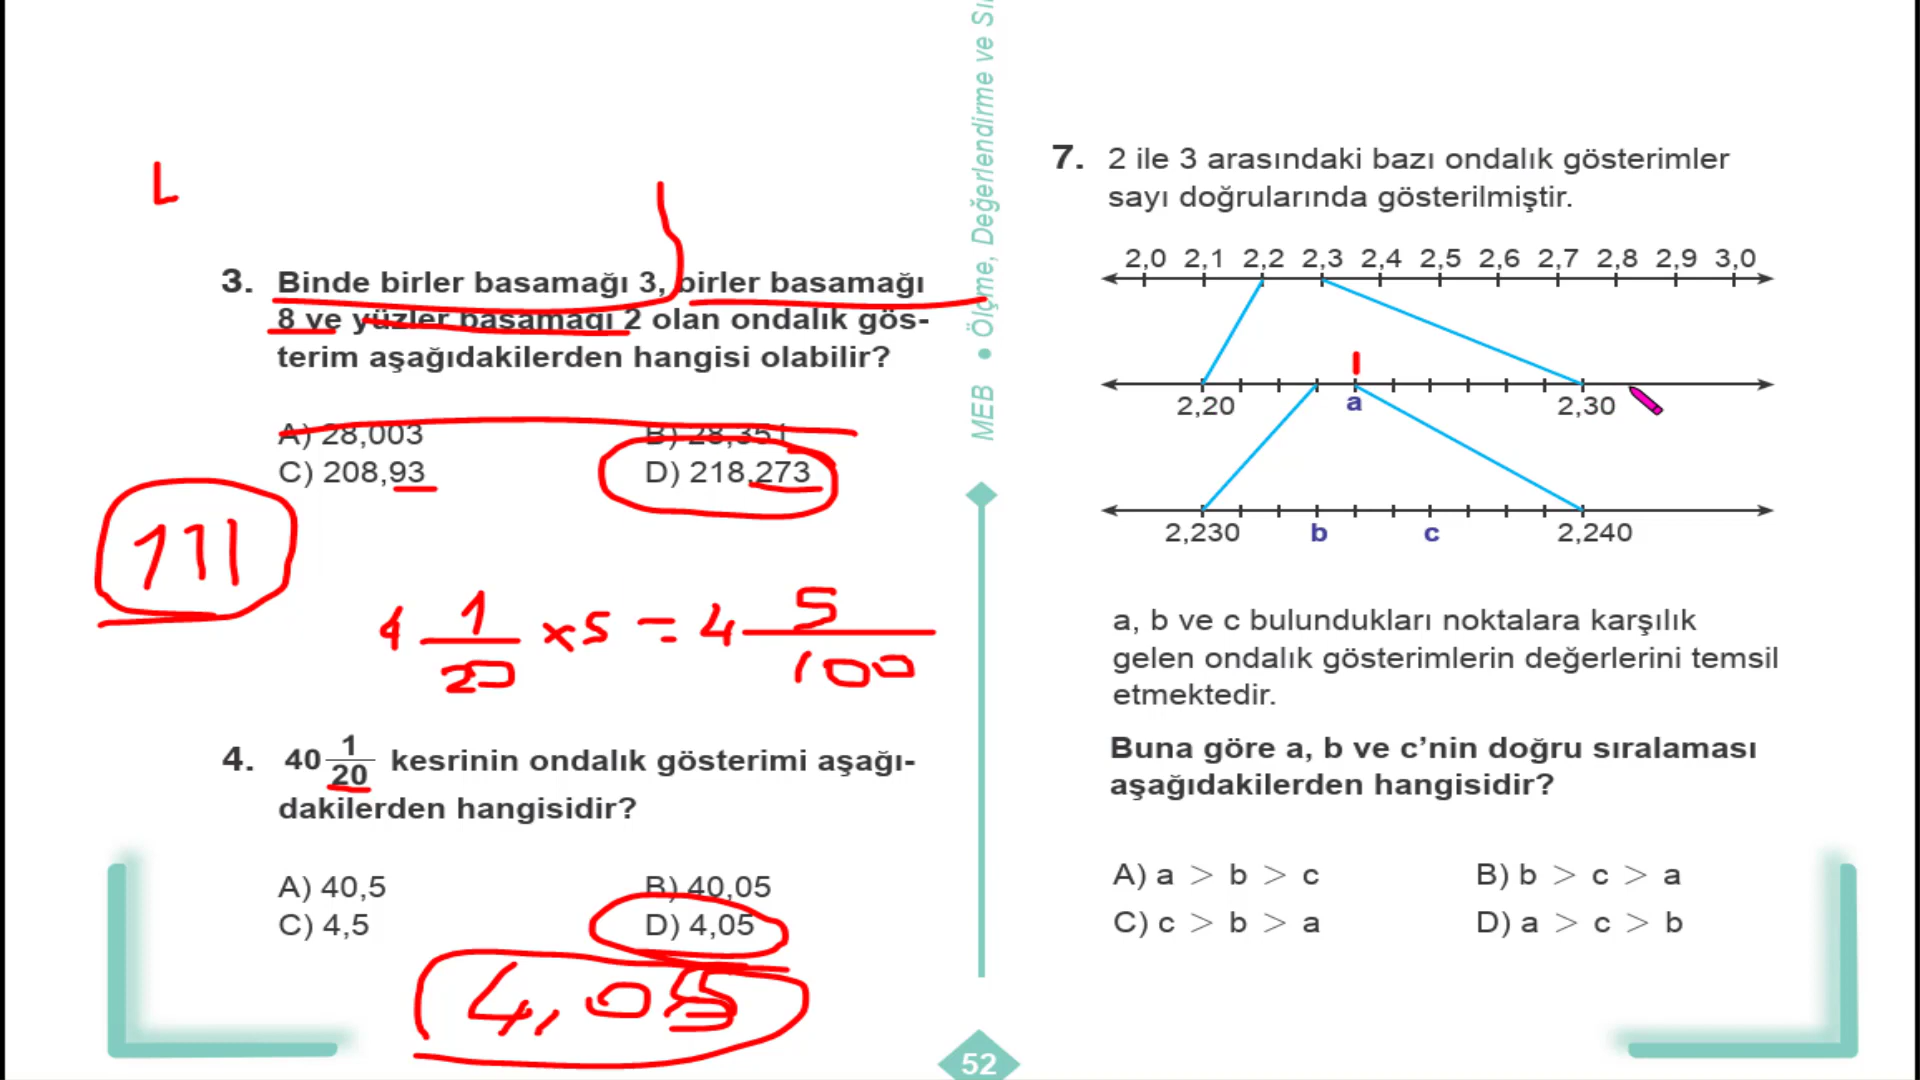 L
3. Binde birler basamağı 3, birler basamağı
8 ve yüzler basamağı 2 olan ondalık gös-
terim aşağıdakilerden hangisi olabilir?
A) 28,003 B) 28,351
C) 208,93 D) 218,273
111
4 1/20 x5 = 4 5/100
4. 40 1/20 kesrinin ondalık gösterimi aşağı-
dakilerden hangisidir?
A) 40,5 B) 40,05
C) 4,5 D) 4,05
4,05
MEB • Ölçme, Değerlendirme ve
52
7. 2 ile 3 arasındaki bazı ondalık gösterimler
sayı doğrularında gösterilmiştir.
2,0 2,1 2,2 2,3 2,4 2,5 2,6 2,7 2,8 2,9 3,0
2,20 a 2,30
2,230 b c 2,240
a, b ve c bulundukları noktalara karşılık
gelen ondalık gösterimlerin değerlerini temsil
etmektedir.
Buna göre a, b ve c’nin doğru sıralaması
aşağıdakilerden hangisidir?
A) a > b > c B) b > c > a
C) c > b > a D) a > c > b